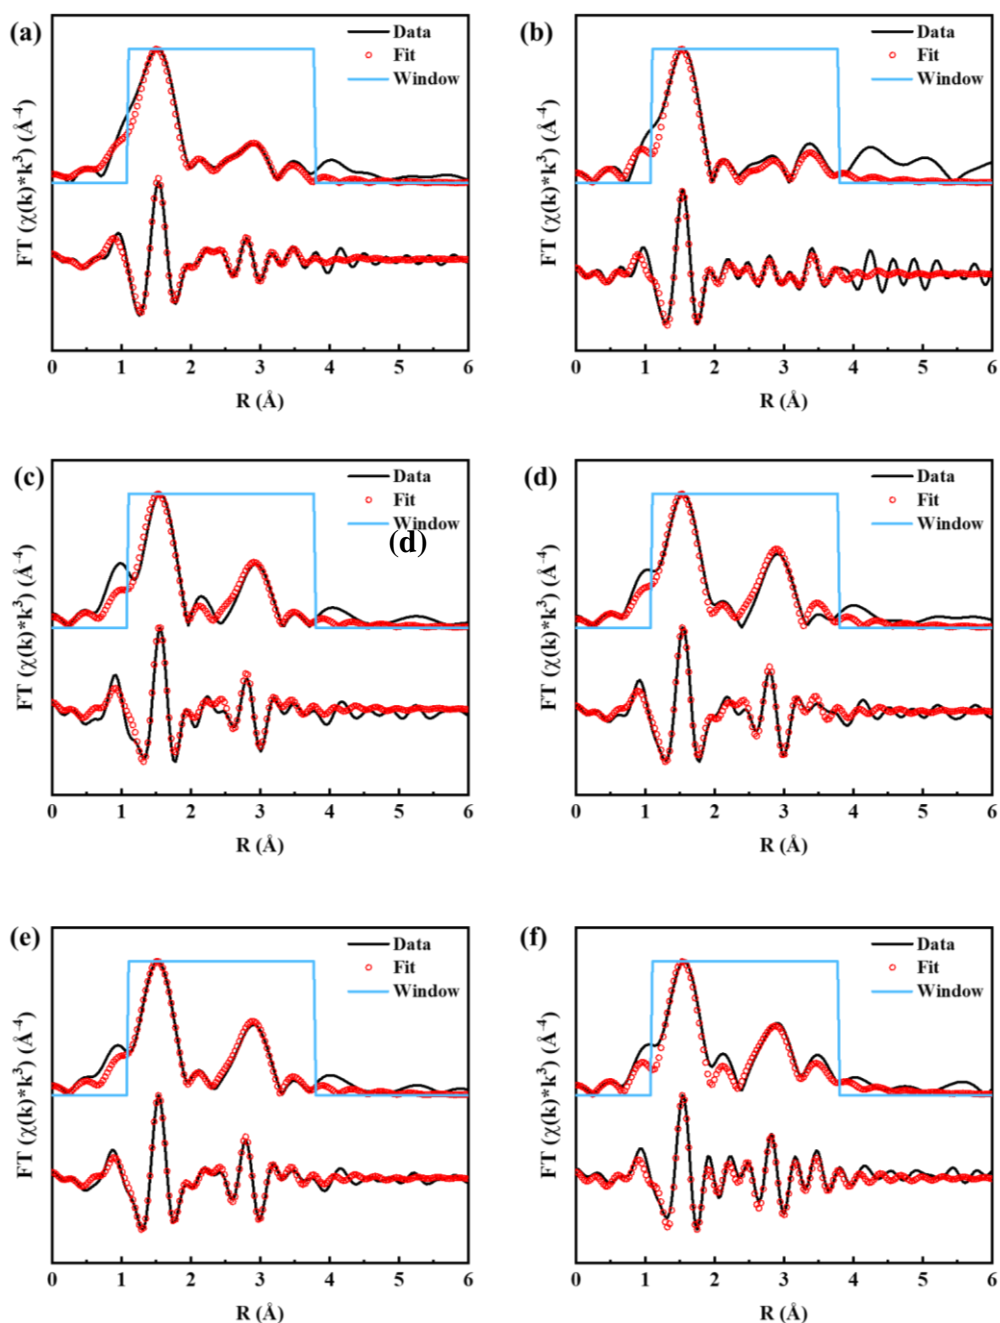 (a)
Data
Fit
Window
FT (χ(k)*k³) (Å⁻⁴)
0 1 2 3 4 5 6
R (Å)
(b)
Data
Fit
Window
FT (χ(k)*k³) (Å⁻⁴)
0 1 2 3 4 5 6
R (Å)
(c)
Data
Fit
Window
(d)
FT (χ(k)*k³) (Å⁻⁴)
0 1 2 3 4 5 6
R (Å)
(d)
Data
Fit
Window
FT (χ(k)*k³) (Å⁻⁴)
0 1 2 3 4 5 6
R (Å)
(e)
Data
Fit
Window
FT (χ(k)*k³) (Å⁻⁴)
0 1 2 3 4 5 6
R (Å)
(f)
Data
Fit
Window
FT (χ(k)*k³) (Å⁻⁴)
0 1 2 3 4 5 6
R (Å)